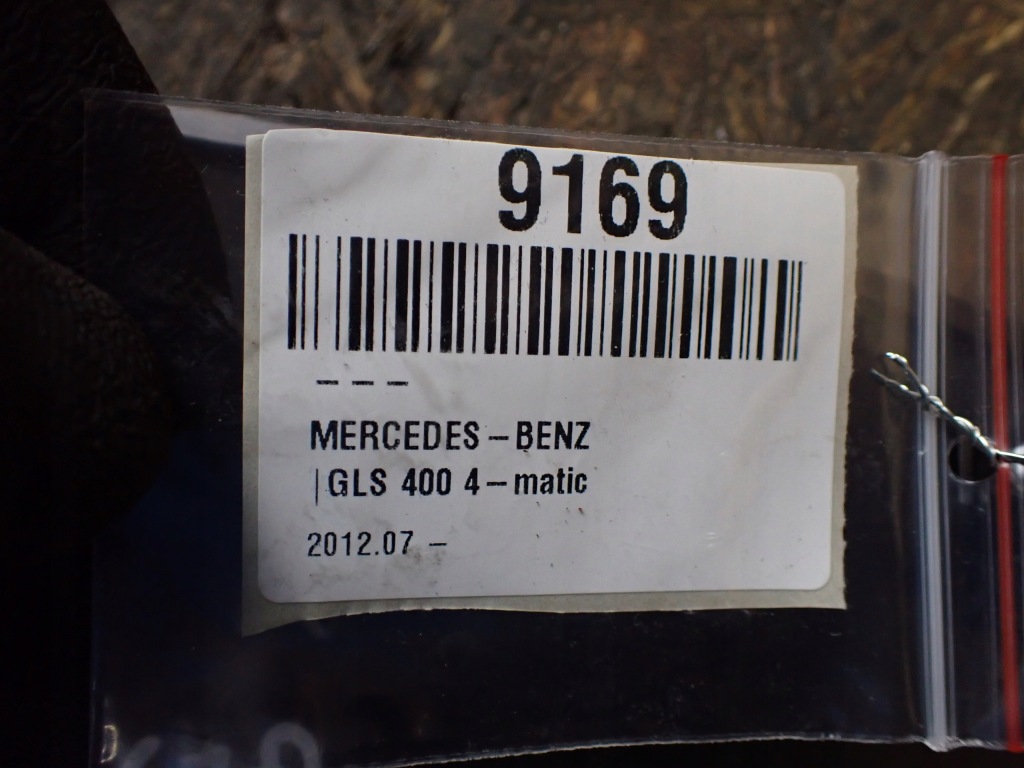 9169
– – –
MERCEDES – BENZ
|GLS 400 4 – matic
2012.07 –